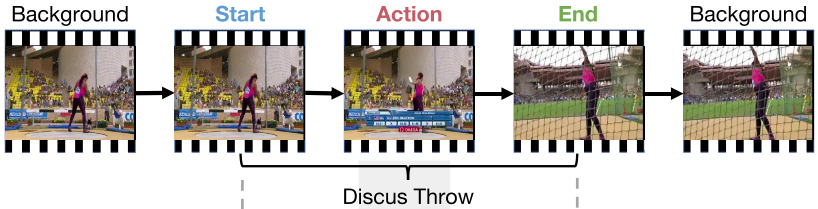 Background Start Action End Background
Discus Throw